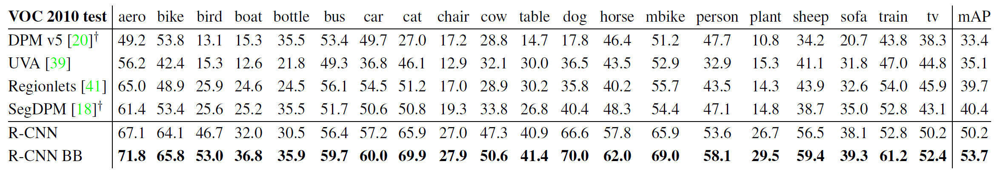 VOC 2010 test aero bike bird boat bottle bus car cat chair cow table dog horse mbike person plant sheep sofa train tv mAP
DPM v5 [20]† 49.2 53.8 13.1 15.3 35.5 53.4 49.7 27.0 17.2 28.8 14.7 17.8 46.4 51.2 47.7 10.8 34.2 20.7 43.8 38.3 33.4
UVA [39] 56.2 42.4 15.3 12.6 21.8 49.3 36.8 46.1 12.9 32.1 30.0 36.5 43.5 52.9 32.9 15.3 41.1 31.8 47.0 44.8 35.1
Regionlets [41] 65.0 48.9 25.9 24.6 24.5 56.1 54.5 51.2 17.0 28.9 30.2 35.8 40.2 55.7 43.5 14.3 43.9 32.6 54.0 45.9 39.7
SegDPM [18]† 61.4 53.4 25.6 25.2 35.5 51.7 50.6 50.8 19.3 33.8 26.8 40.4 48.3 54.4 47.1 14.8 38.7 35.0 52.8 43.1 40.4
R-CNN 67.1 64.1 46.7 32.0 30.5 56.4 57.2 65.9 27.0 47.3 40.9 66.6 57.8 65.9 53.6 26.7 56.5 38.1 52.8 50.2 50.2
R-CNN BB 71.8 65.8 53.0 36.8 35.9 59.7 60.0 69.9 27.9 50.6 41.4 70.0 62.0 69.0 58.1 29.5 59.4 39.3 61.2 52.4 53.7